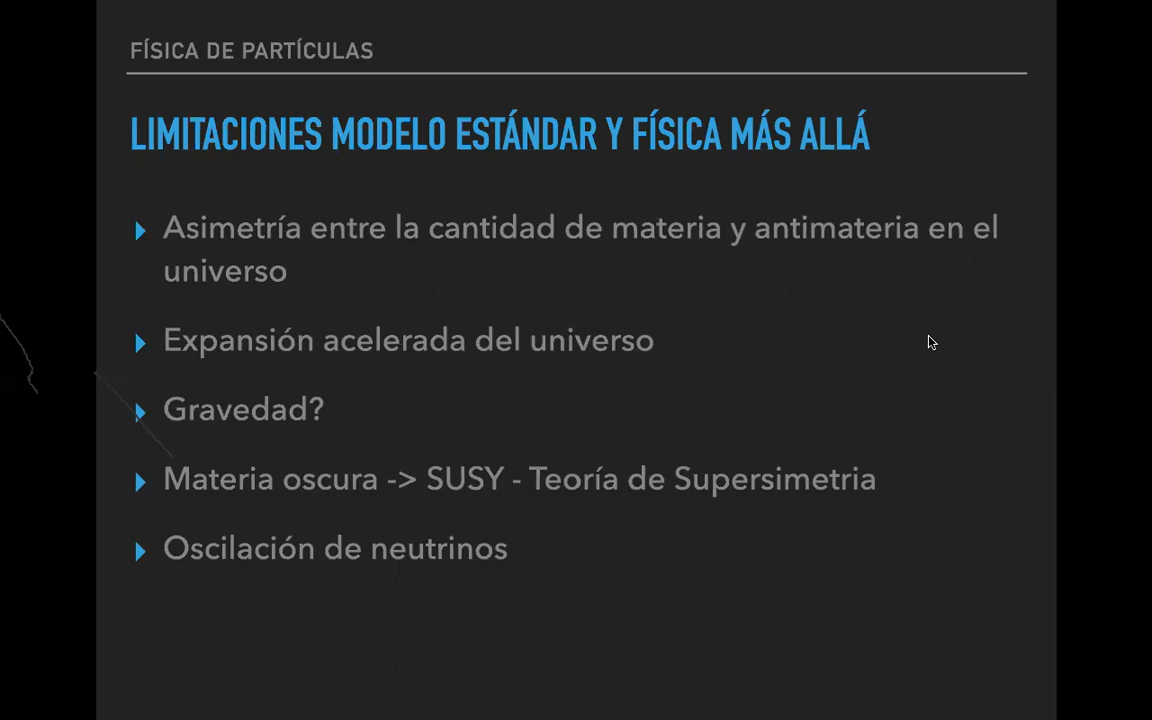 FÍSICA DE PARTÍCULAS
LIMITACIONES MODELO ESTÁNDAR Y FÍSICA MÁS ALLÁ
Asimetría entre la cantidad de materia y antimateria en el
universo
Expansión acelerada del universo
Gravedad?
Materia oscura -> SUSY - Teoría de Supersimetria
Oscilación de neutrinos